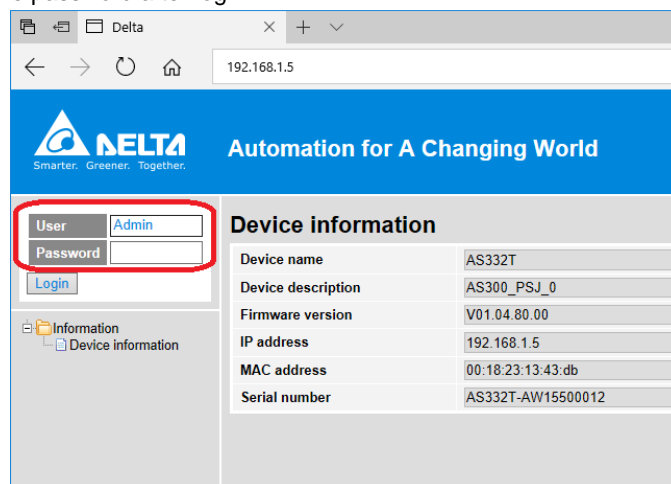 Delta
192.168.1.5
DELTA
Smarter. Greener. Together.
Automation for A Changing World
User Admin
Password
Login
Information
Device information
Device information
Device name AS332T
Device description AS300_PSJ_0
Firmware version V01.04.80.00
IP address 192.168.1.5
MAC address 00:18:23:13:43:db
Serial number AS332T-AW15500012